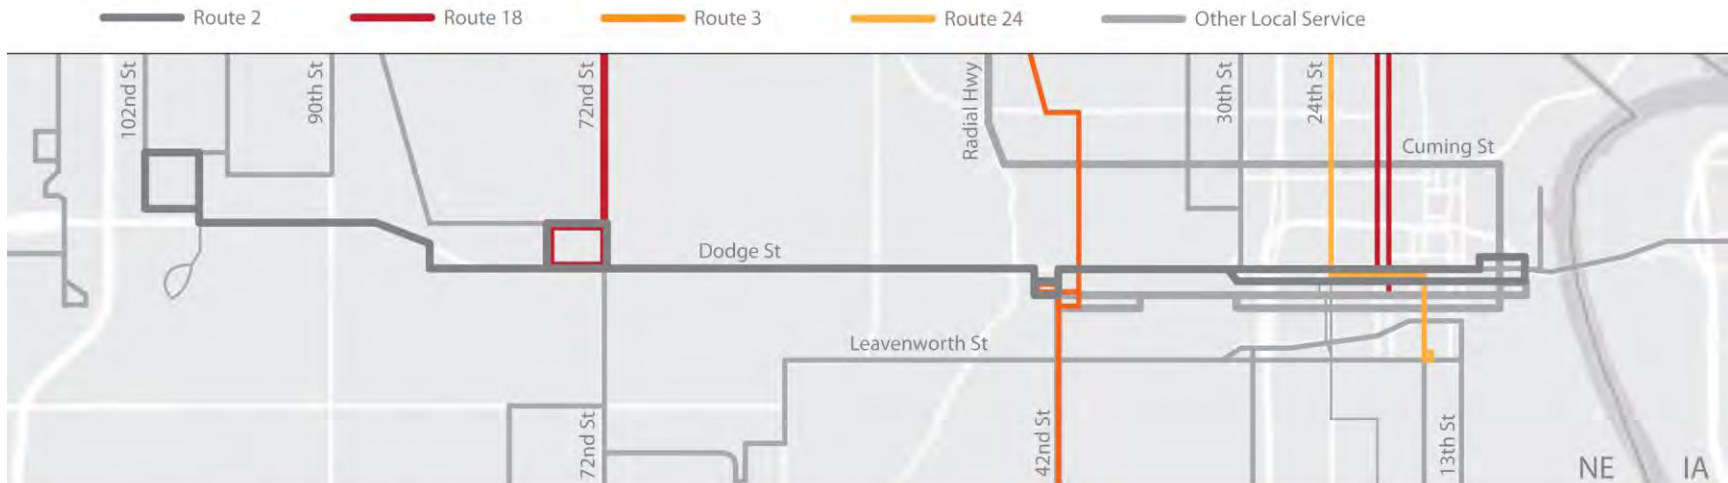 Route 2
Route 18
Route 3
Route 24
Other Local Service
102nd St
90th St
72nd St
Radial Hwy
30th St
24th St
Cuming St
Dodge St
Leavenworth St
72nd St
42nd St
13th St
NE
IA